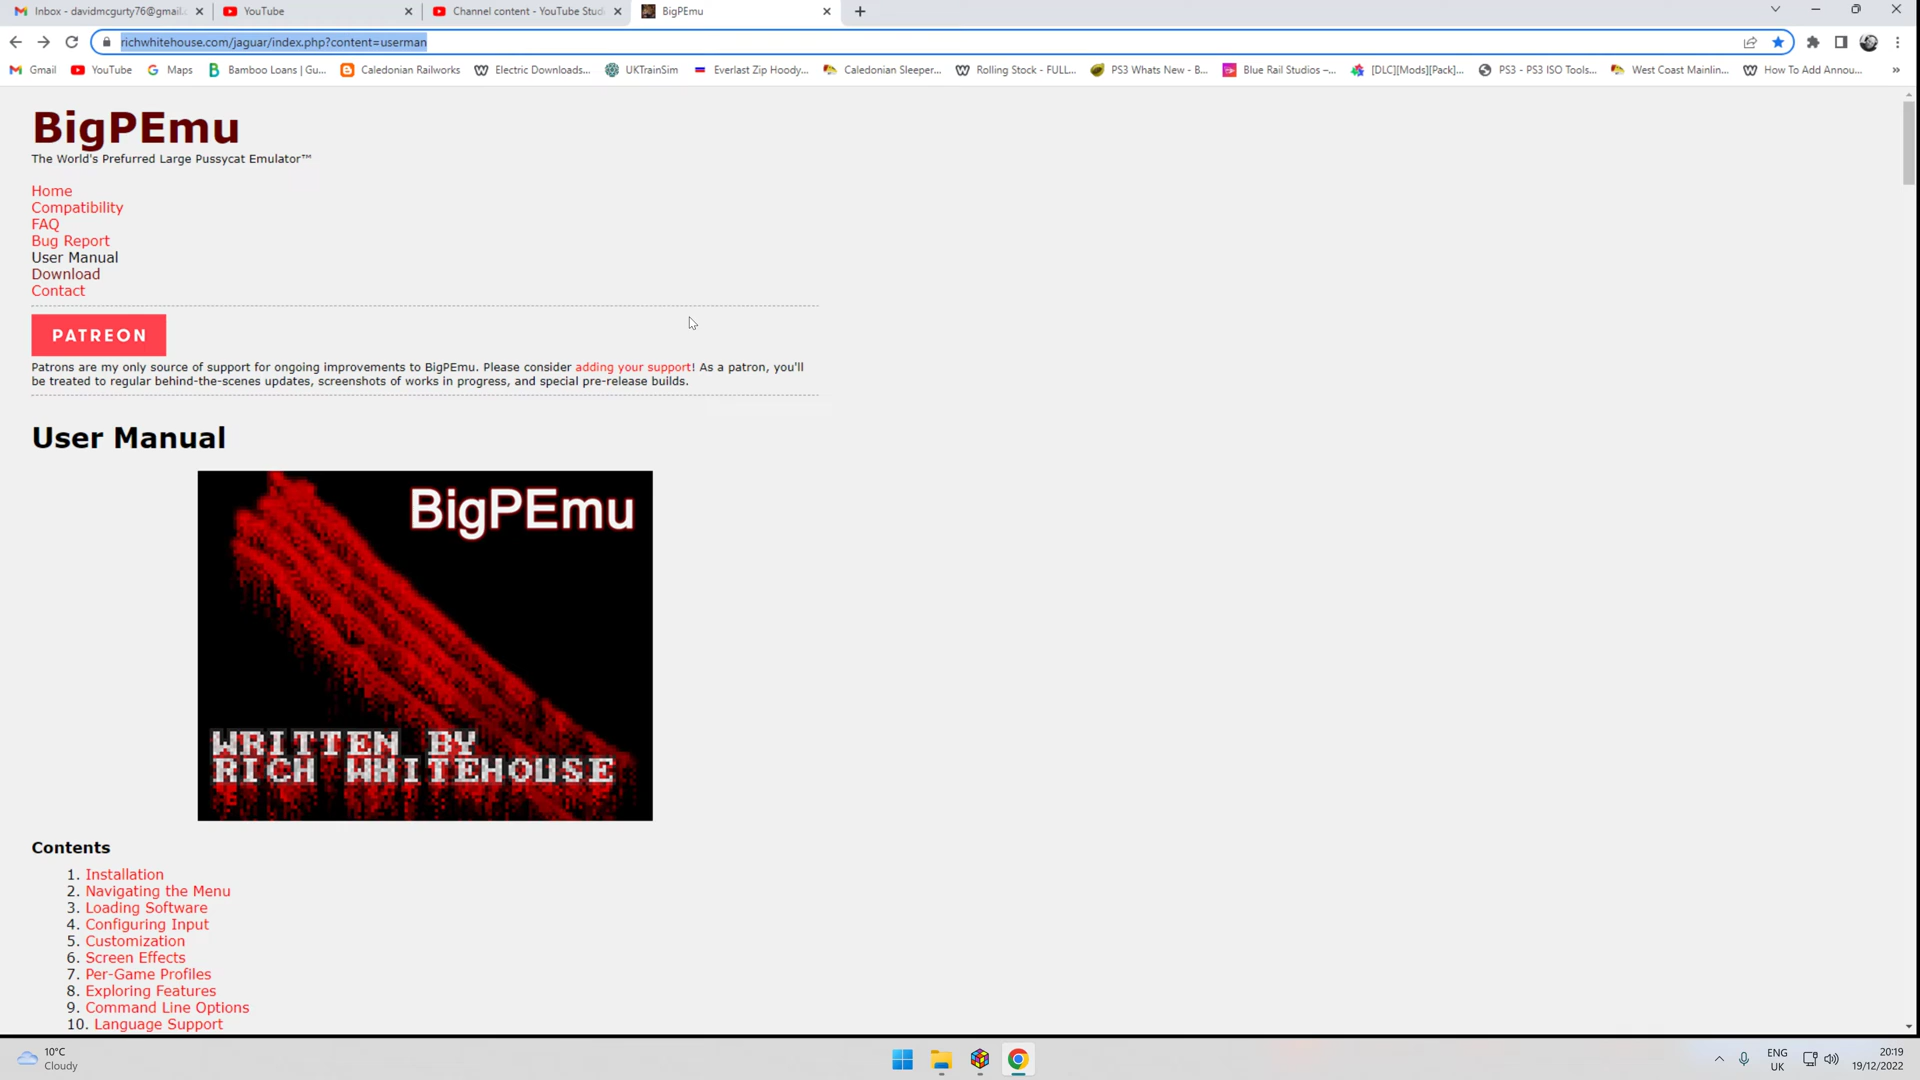 Inbox - davidmcgurty76@gmail.
YouTube
Channel content - YouTube Stud
BigPEmu
richwhitehouse.com/jaguar/index.php?content=userman
Gmail
YouTube
Maps
Bamboo Loans | Gu...
Caledonian Railworks
Electric Downloads...
UKTrainSim
Everlast Zip Hoody...
Caledonian Sleeper...
Rolling Stock - FULL...
PS3 Whats New - B...
Blue Rail Studios –...
[DLC][Mods][Pack]...
PS3 - PS3 ISO Tools...
West Coast Mainlin...
How To Add Annou...
»
BigPEmu
The World's Prefurred Large Pussycat Emulator™
Home
Compatibility
FAQ
Bug Report
User Manual
Download
Contact
PATREON
Patrons are my only source of support for ongoing improvements to BigPEmu. Please consider adding your support! As a patron, you'll
be treated to regular behind-the-scenes updates, screenshots of works in progress, and special pre-release builds.
User Manual
BigPEmu
WRITTEN BY
RICH WHITEHOUSE
Contents
1. Installation
2. Navigating the Menu
3. Loading Software
4. Configuring Input
5. Customization
6. Screen Effects
7. Per-Game Profiles
8. Exploring Features
9. Command Line Options
10. Language Support
10°C
Cloudy
ENG
UK
20:19
19/12/2022